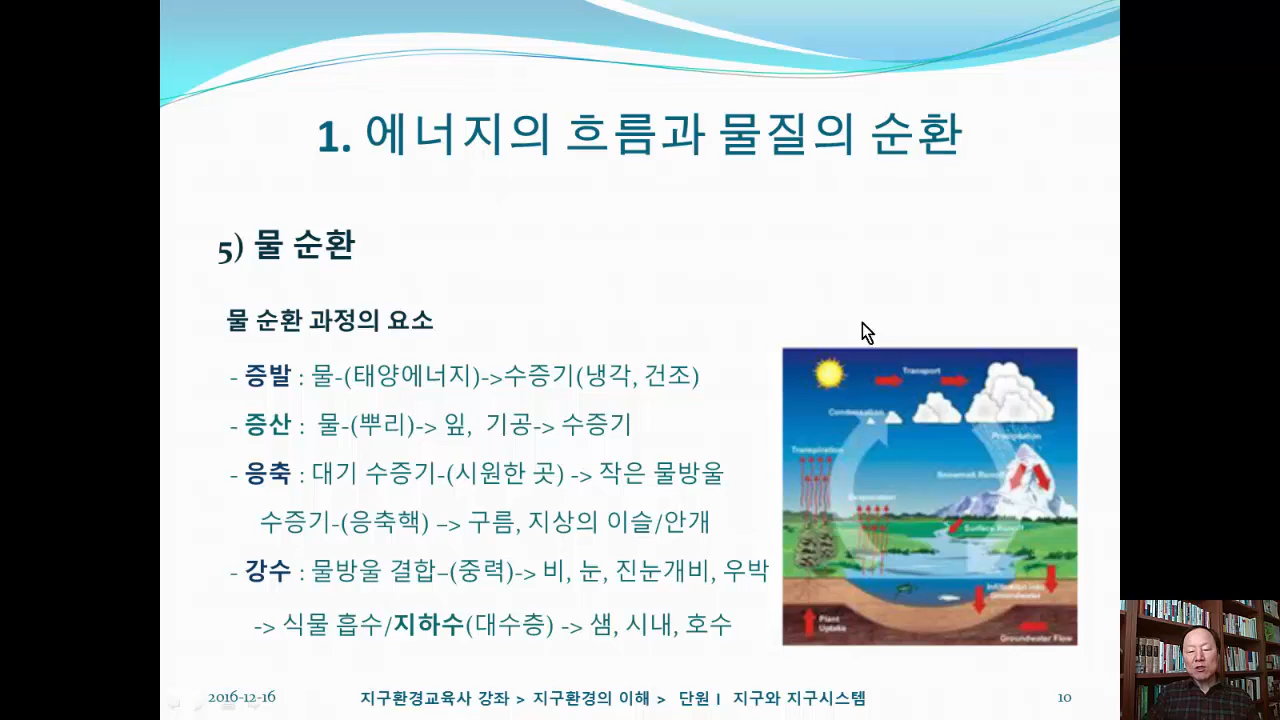 1. 에너지의 흐름과 물질의 순환
5) 물 순환
물 순환 과정의 요소
- 증발 : 물-(태양에너지)->수증기(냉각, 건조)
- 증산 : 물-(뿌리)-> 잎, 기공-> 수증기
- 응축 : 대기 수증기-(시원한 곳) -> 작은 물방울
수증기-(응축핵) –> 구름, 지상의 이슬/안개
- 강수 : 물방울 결합–(중력)-> 비, 눈, 진눈개비, 우박
-> 식물 흡수/지하수(대수층) -> 샘, 시내, 호수
Transport
Condensation
Precipitation
Transpiration
Snowmelt Runoff
Evaporation
Surface Runoff
Infiltration into
Groundwater
Plant
Uptake
Groundwater Flow
2016-12-16
지구환경교육사 강좌 > 지구환경의 이해 > 단원 I 지구와 지구시스템
10